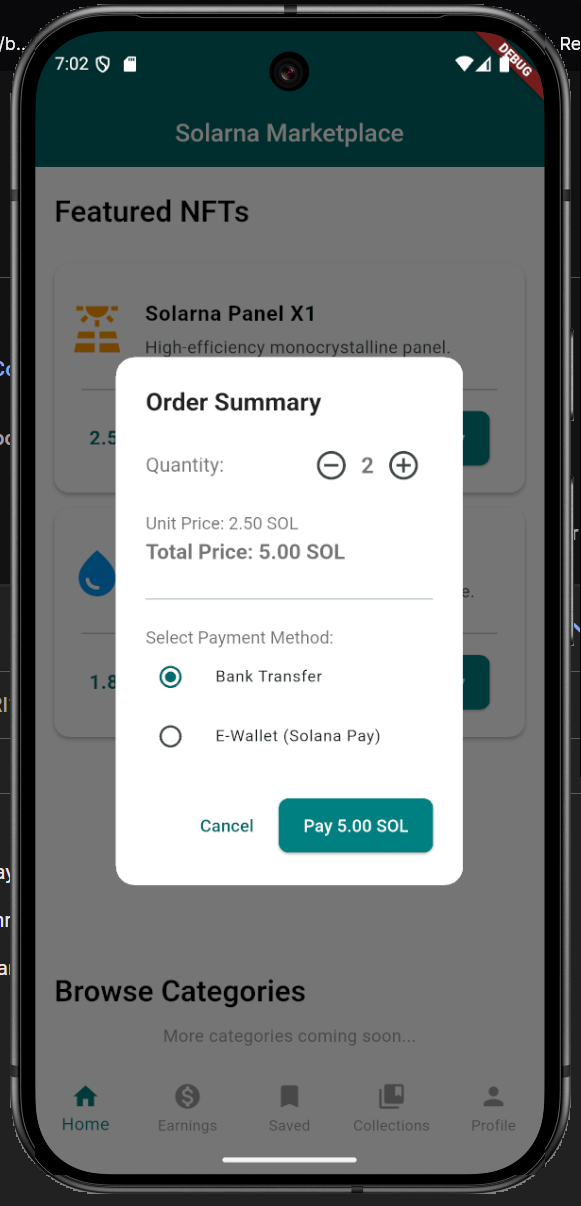 /b..
Re
7:02
DEBUG
Solarna Marketplace
Featured NFTs
Solarna Panel X1
High-efficiency monocrystalline panel.
2.5
Order Summary
Quantity: 2
Unit Price: 2.50 SOL
Total Price: 5.00 SOL
e.
1.8
Select Payment Method:
Bank Transfer
E-Wallet (Solana Pay)
Cancel
Pay 5.00 SOL
Browse Categories
More categories coming soon...
Home
Earnings
Saved
Collections
Profile